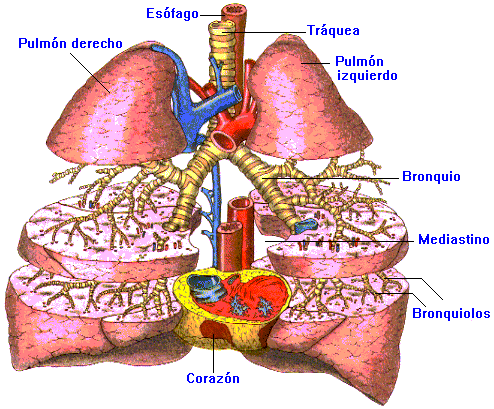 Esófago
Tráquea
Pulmón derecho
Pulmón
izquierdo
Bronquio
Mediastino
Bronquiolos
Corazón